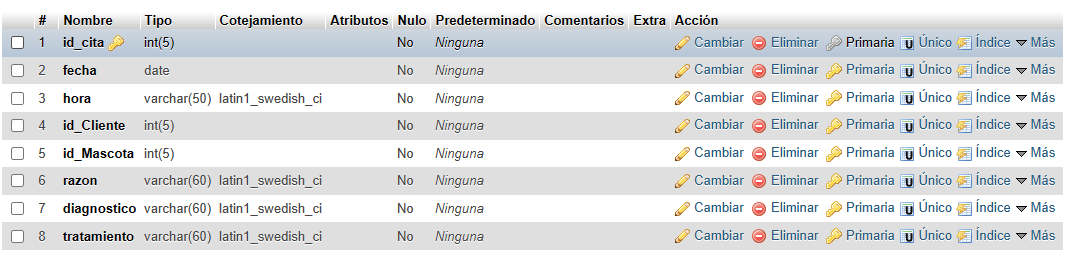 # Nombre Tipo Cotejamiento Atributos Nulo Predeterminado Comentarios Extra Acción
1 id_cita int(5) No Ninguna Cambiar Eliminar Primaria Único Índice Más
2 fecha date No Ninguna Cambiar Eliminar Primaria Único Índice Más
3 hora varchar(50) latin1_swedish_ci No Ninguna Cambiar Eliminar Primaria Único Índice Más
4 id_Cliente int(5) No Ninguna Cambiar Eliminar Primaria Único Índice Más
5 id_Mascota int(5) No Ninguna Cambiar Eliminar Primaria Único Índice Más
6 razon varchar(60) latin1_swedish_ci No Ninguna Cambiar Eliminar Primaria Único Índice Más
7 diagnostico varchar(60) latin1_swedish_ci No Ninguna Cambiar Eliminar Primaria Único Índice Más
8 tratamiento varchar(60) latin1_swedish_ci No Ninguna Cambiar Eliminar Primaria Único Índice Más